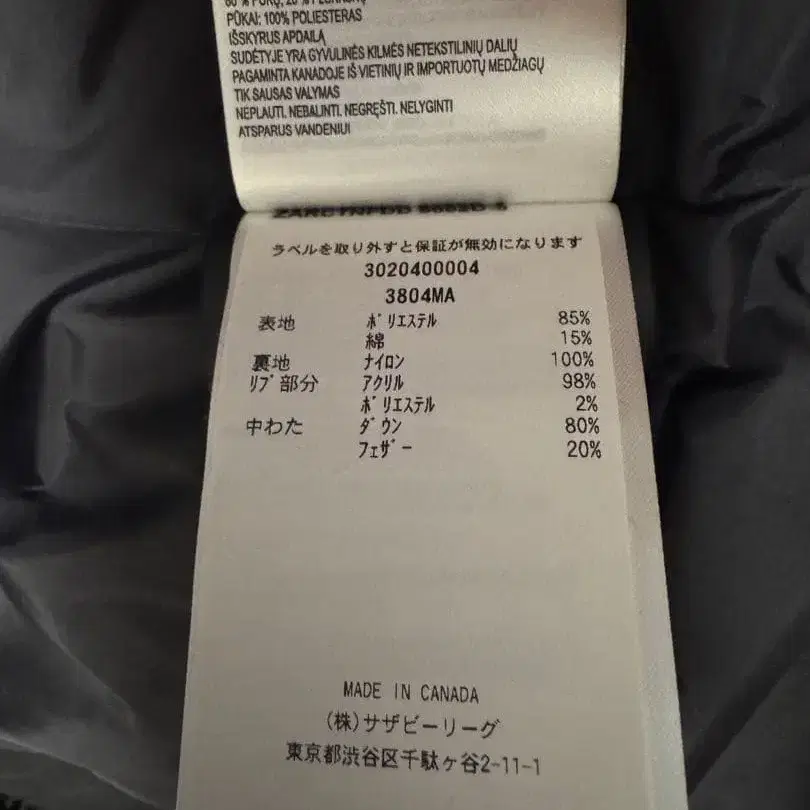 PŪKAI: 100% POLIESTERAS
IŠSKYRUS APDAILĄ
SUDĖTYJE YRA GYVULINĖS KILMĖS NETEKSTILINIŲ DALIŲ
PAGAMINTA KANADOJE IŠ VIETINIŲ IR IMPORTUOTŲ MEDŽIAGŲ
TIK SAUSAS VALYMAS
NEPLAUTI. NEBALINTI. NEGRĘŠTI. NELYGINTI
ATSPARUS VANDENIUI
ラベルを取り外すと保証が無効になります
3020400004
3804MA
表地 ポリエステル 85%
綿 15%
裏地 ナイロン 100%
リブ部分 アクリル 98%
ポリエステル 2%
中わた ダウン 80%
フェザー 20%
MADE IN CANADA
(株)サザビーリーグ
東京都渋谷区千駄ヶ谷2-11-1